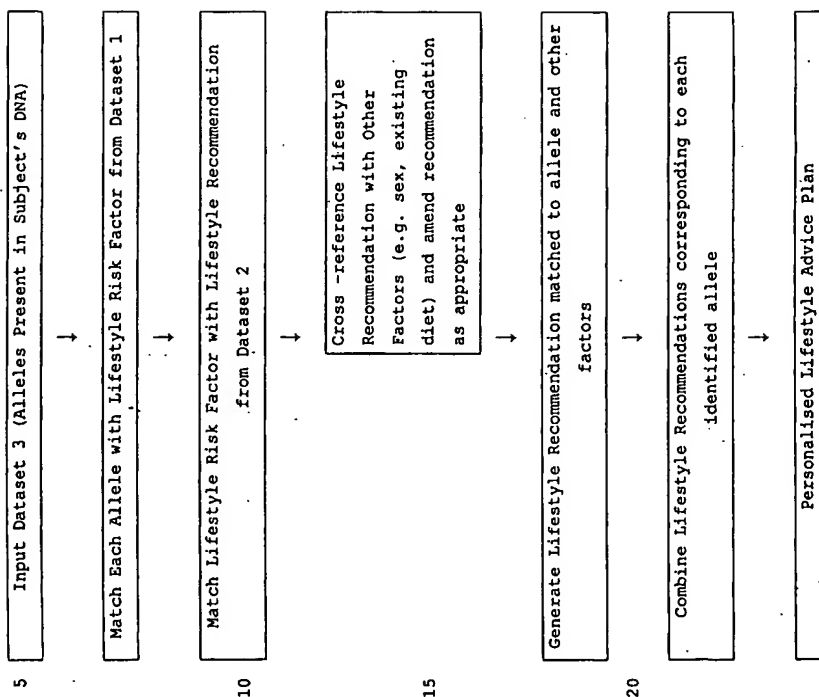 5
Input Dataset 3 (Alleles Present in Subject's DNA)
↓
Match Each Allele with Lifestyle Risk Factor from Dataset 1
↓
10
Match Lifestyle Risk Factor with Lifestyle Recommendation
from Dataset 2
↓
Cross -reference Lifestyle
Recommendation with Other
15
Factors (e.g. sex, existing
diet) and amend recommendation
as appropriate
↓
Generate Lifestyle Recommendation matched to allele and other
factors
20
↓
Combine Lifestyle Recommendations corresponding to each
identified allele
↓
Personalised Lifestyle Advice Plan